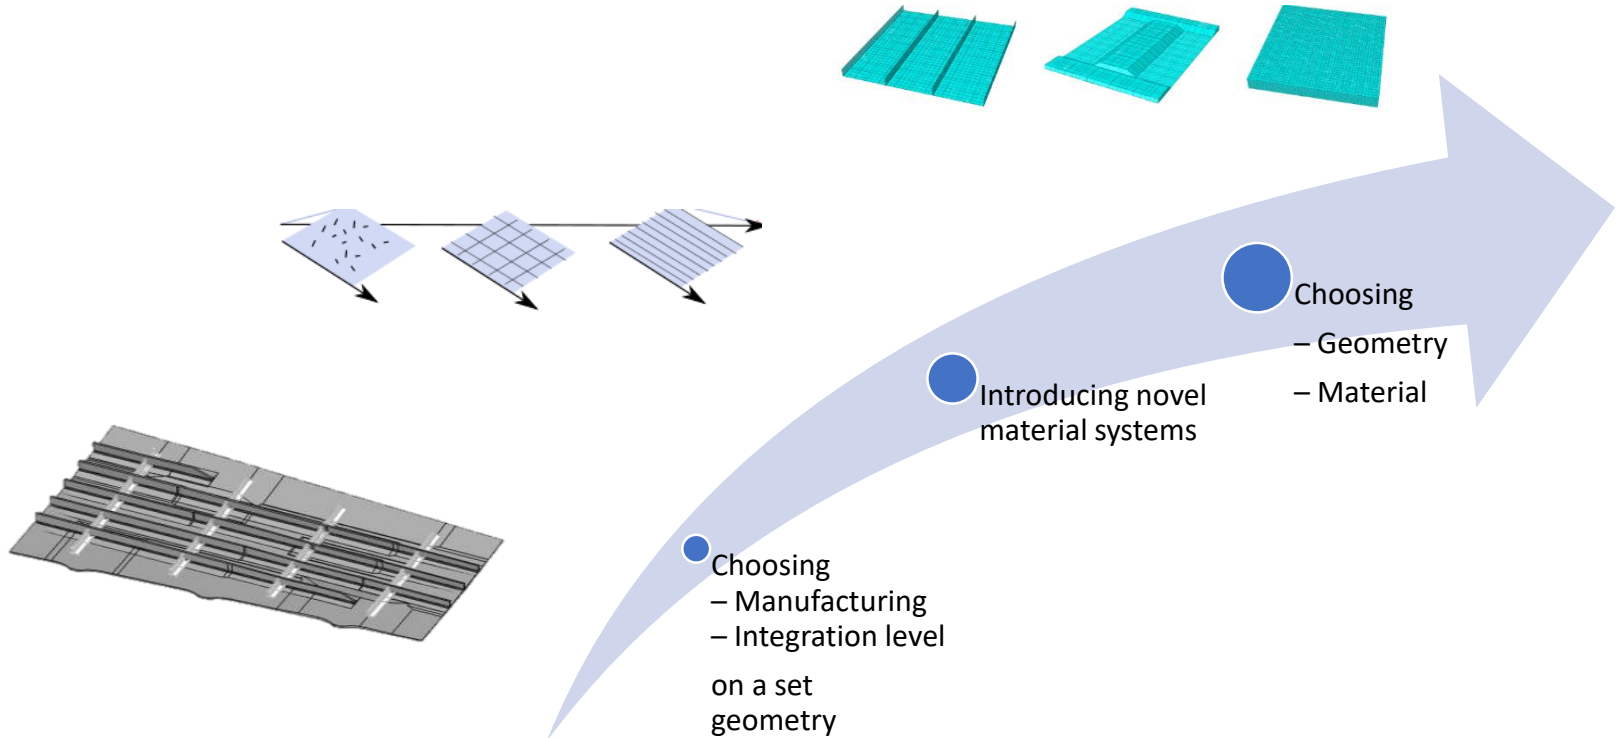 Choosing
– Geometry
– Material
Introducing novel
material systems
Choosing
– Manufacturing
– Integration level
on a set
geometry